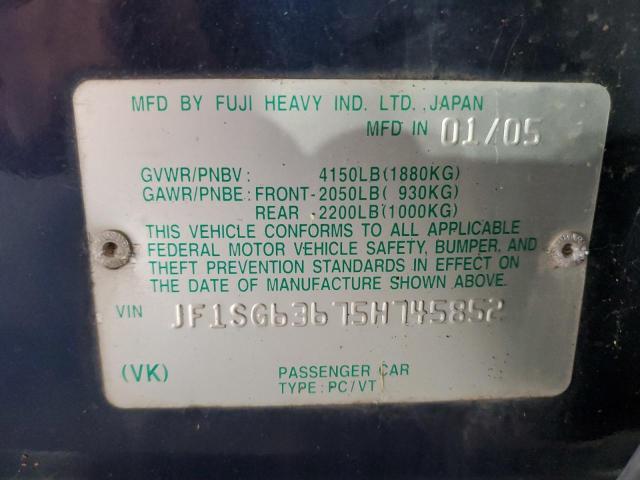 MFD BY FUJI HEAVY IND. LTD. JAPAN
MFD IN 01/05
GVWR/PNBV: 4150LB(1880KG)
GAWR/PNBE: FRONT-2050LB( 930KG)
REAR -2200LB(1000KG)
THIS VEHICLE CONFORMS TO ALL APPLICABLE
FEDERAL MOTOR VEHICLE SAFETY, BUMPER, AND
THEFT PREVENTION STANDARDS IN EFFECT ON
THE DATE OF MANUFACTURE SHOWN ABOVE.
VIN JF1SG63675H745852
(VK) PASSENGER CAR
TYPE: PC/VT